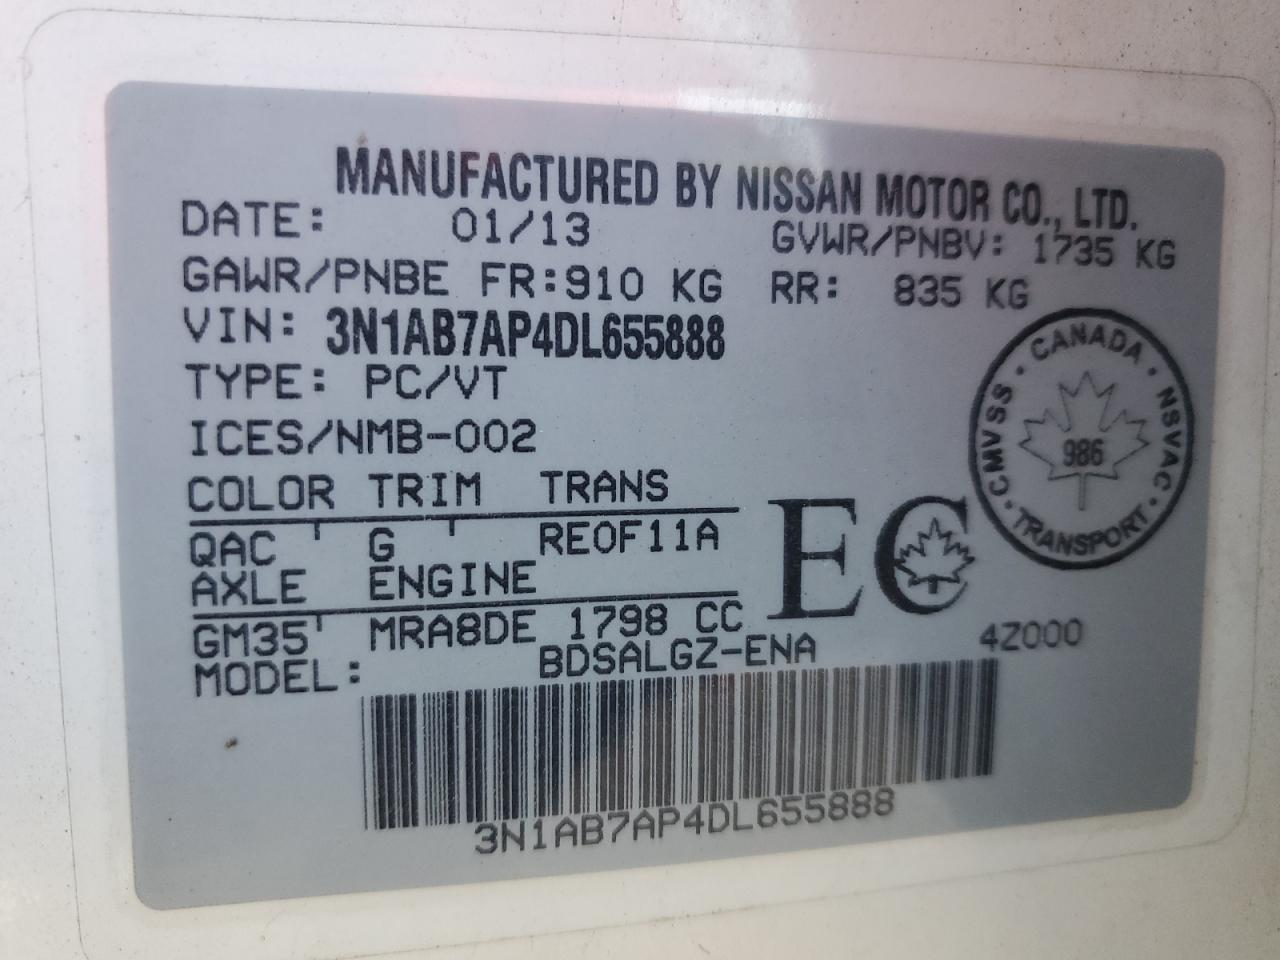 MANUFACTURED BY NISSAN MOTOR CO., LTD.
DATE: 01/13 GVWR/PNBV: 1735 KG
GAWR/PNBE FR:910 KG RR: 835 KG
VIN: 3N1AB7AP4DL655888
TYPE: PC/VT
ICES/NMB-002
COLOR TRIM TRANS
QAC ' G ' RE0F11A
AXLE ENGINE
GM35' MRA8DE 1798 CC
MODEL: BDSALGZ-ENA 4Z000
EC
CANADA · NSVAC · TRANSPORT · CMVSS ·
986
3N1AB7AP4DL655888